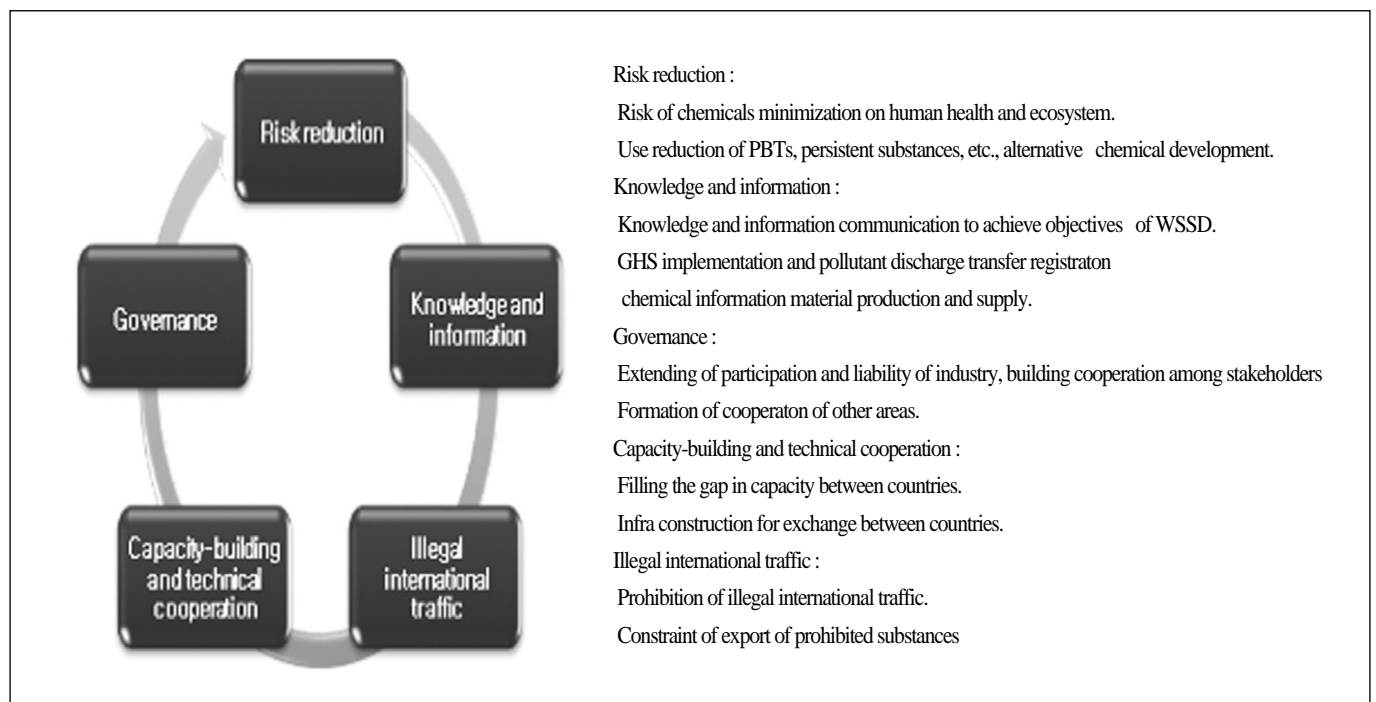 Risk reduction
Knowledge and
information
Illegal
international
traffic
Capacity-building
and technical
cooperation
Governance
Risk reduction :
Risk of chemicals minimization on human health and ecosystem.
Use reduction of PBTs, persistent substances, etc., alternative chemical development.
Knowledge and information :
Knowledge and information communication to achieve objectives of WSSD.
GHS implementation and pollutant discharge transfer registraton
chemical information material production and supply.
Governance :
Extending of participation and liability of industry, building cooperation among stakeholders
Formation of cooperaton of other areas.
Capacity-building and technical cooperation :
Filling the gap in capacity between countries.
Infra construction for exchange between countries.
Illegal international traffic :
Prohibition of illegal international traffic.
Constraint of export of prohibited substances